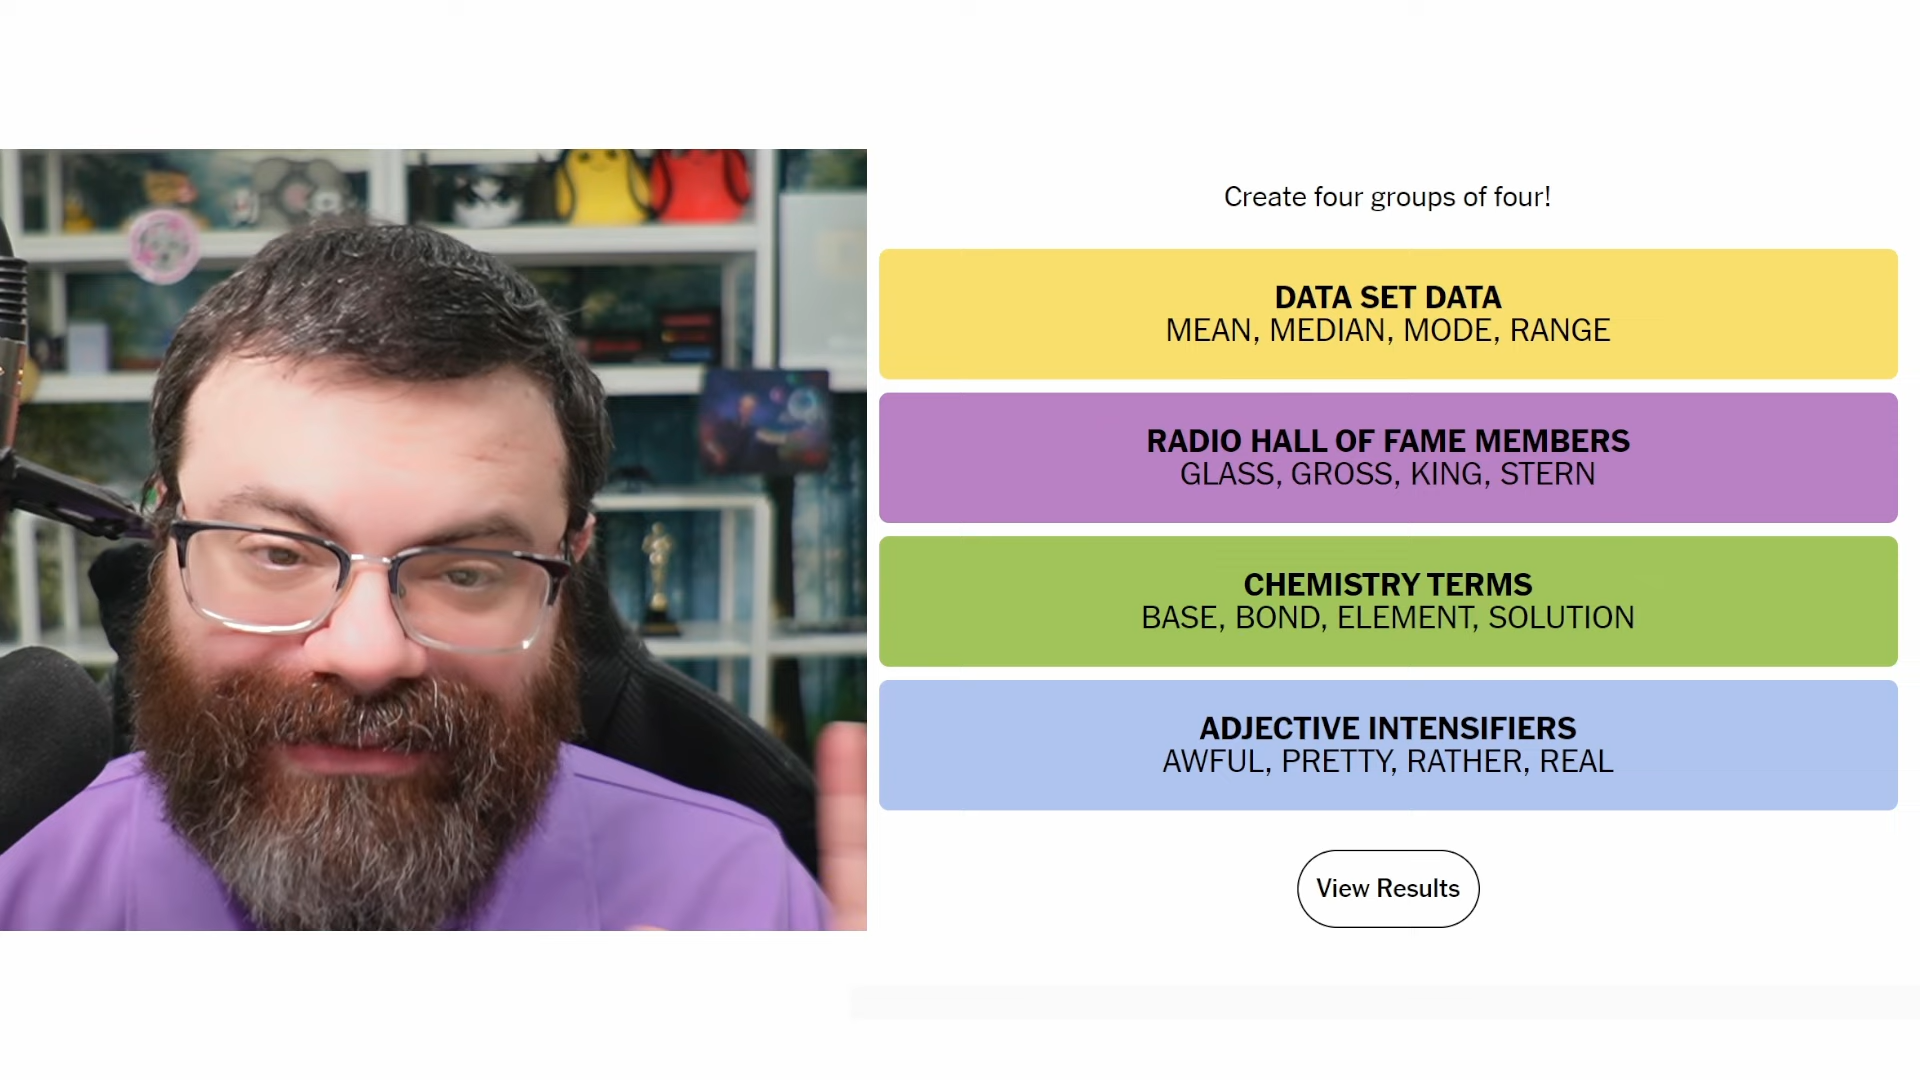 Create four groups of four!
DATA SET DATA
MEAN, MEDIAN, MODE, RANGE
RADIO HALL OF FAME MEMBERS
GLASS, GROSS, KING, STERN
CHEMISTRY TERMS
BASE, BOND, ELEMENT, SOLUTION
ADJECTIVE INTENSIFIERS
AWFUL, PRETTY, RATHER, REAL
View Results